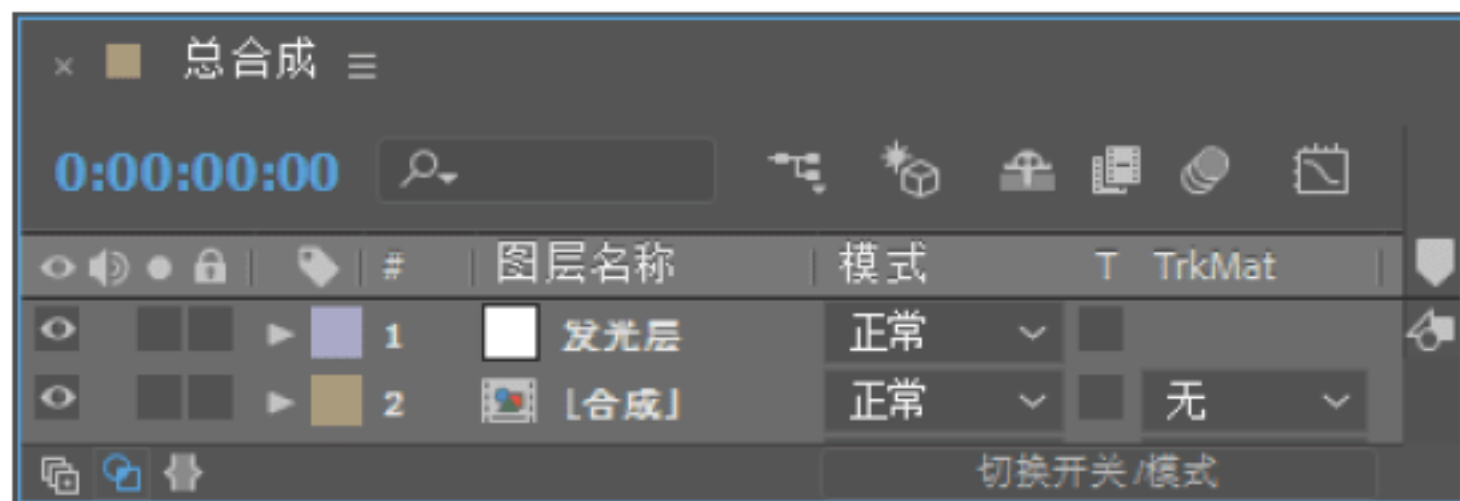 × 总合成 ≡
0:00:00:00
# 图层名称 模式 T TrkMat
1 发光层 正常
2 [合成] 正常 无
切换开关/模式